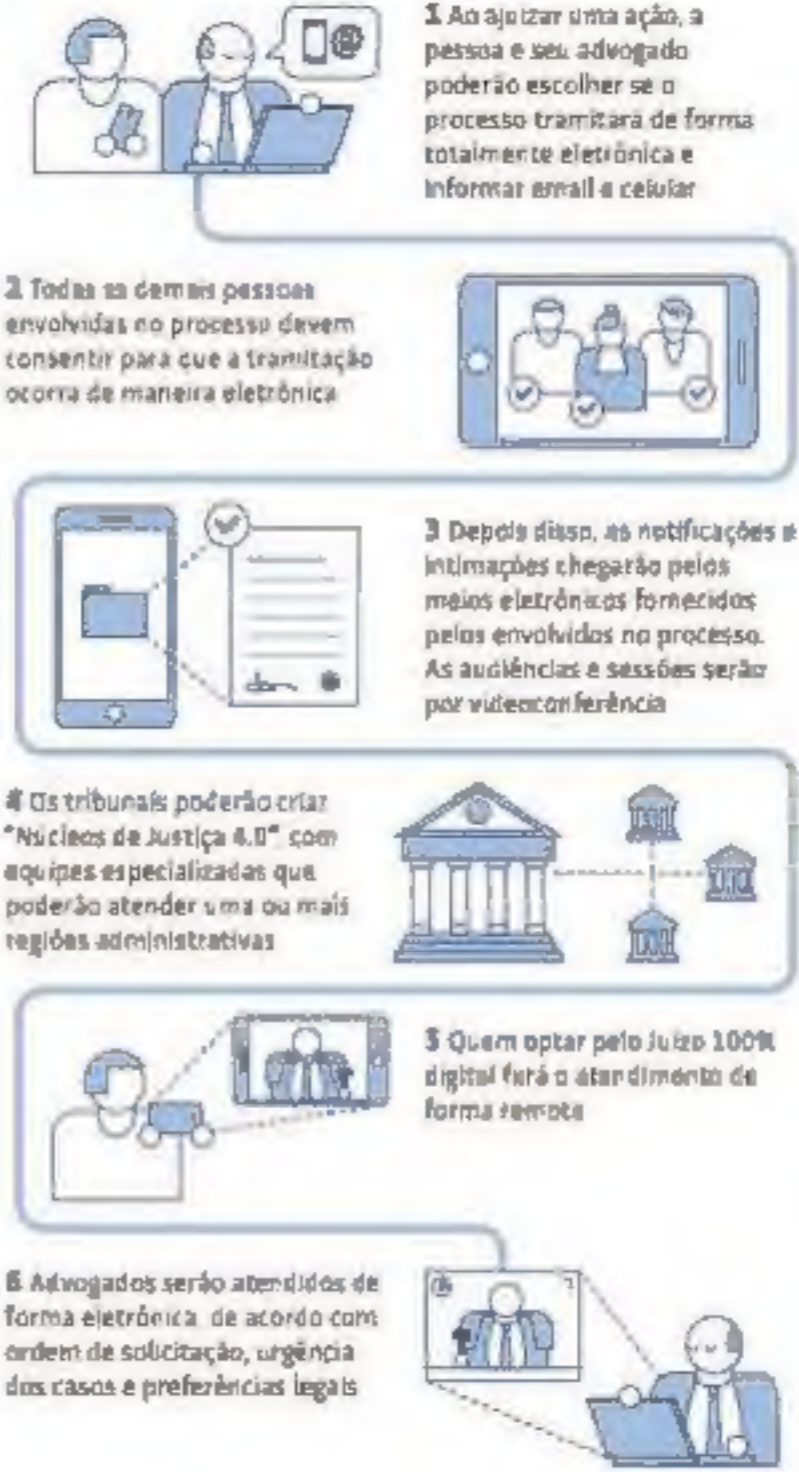 1 Ao ajuizar uma ação, a
pessoa e seu advogado
poderão escolher se o
processo tramitará de forma
totalmente eletrônica e
informar email e celular
2 Todas as demais pessoas
envolvidas no processo devem
consentir para que a tramitação
ocorra de maneira eletrônica
3 Depois disso, as notificações e
intimações chegarão pelos
meios eletrônicos fornecidos
pelos envolvidos no processo.
As audiências e sessões serão
por videoconferência
4 Os tribunais poderão criar
"Núcleos de Justiça 4.0" com
equipes especializadas que
poderão atender uma ou mais
regiões administrativas
5 Quem optar pelo Juízo 100%
digital fará o atendimento de
forma remota
6 Advogados serão atendidos de
forma eletrônica, de acordo com
ordem de solicitação, urgência
dos casos e preferências legais